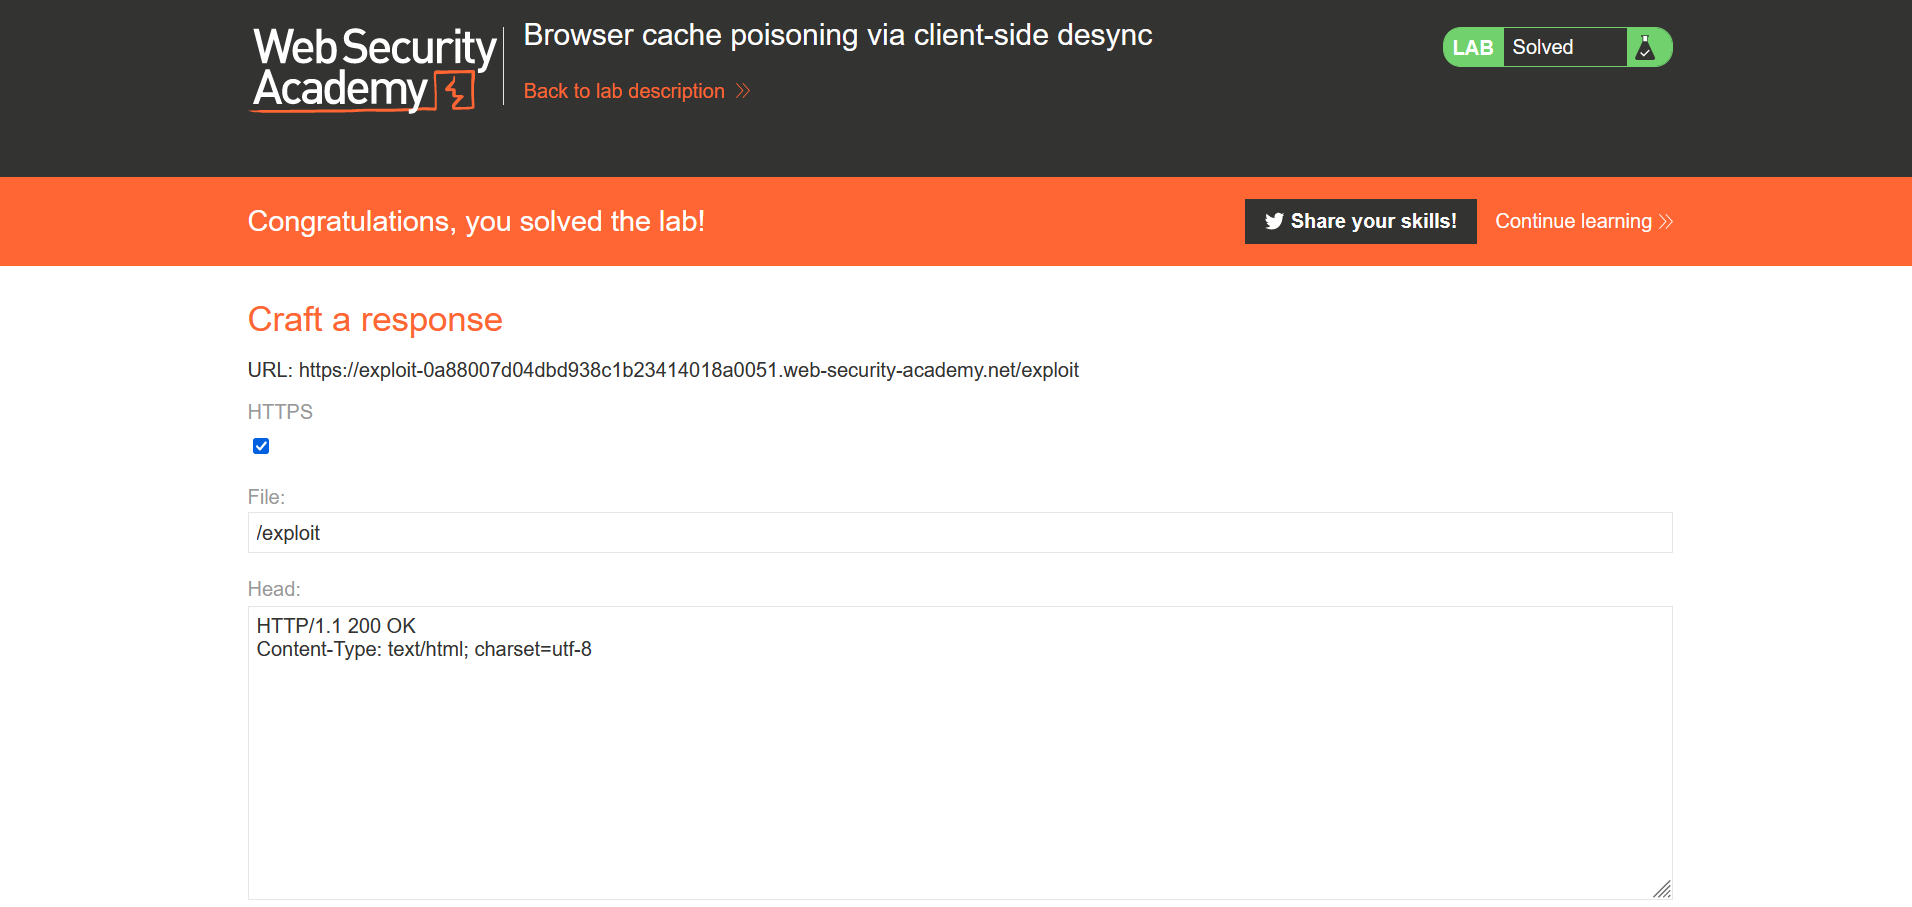 Web Security
Academy
Browser cache poisoning via client-side desync
Back to lab description
LAB Solved
Congratulations, you solved the lab!
Share your skills!
Continue learning
Craft a response
URL: https://exploit-0a88007d04dbd938c1b23414018a0051.web-security-academy.net/exploit
HTTPS
File:
/exploit
Head:
HTTP/1.1 200 OK
Content-Type: text/html; charset=utf-8